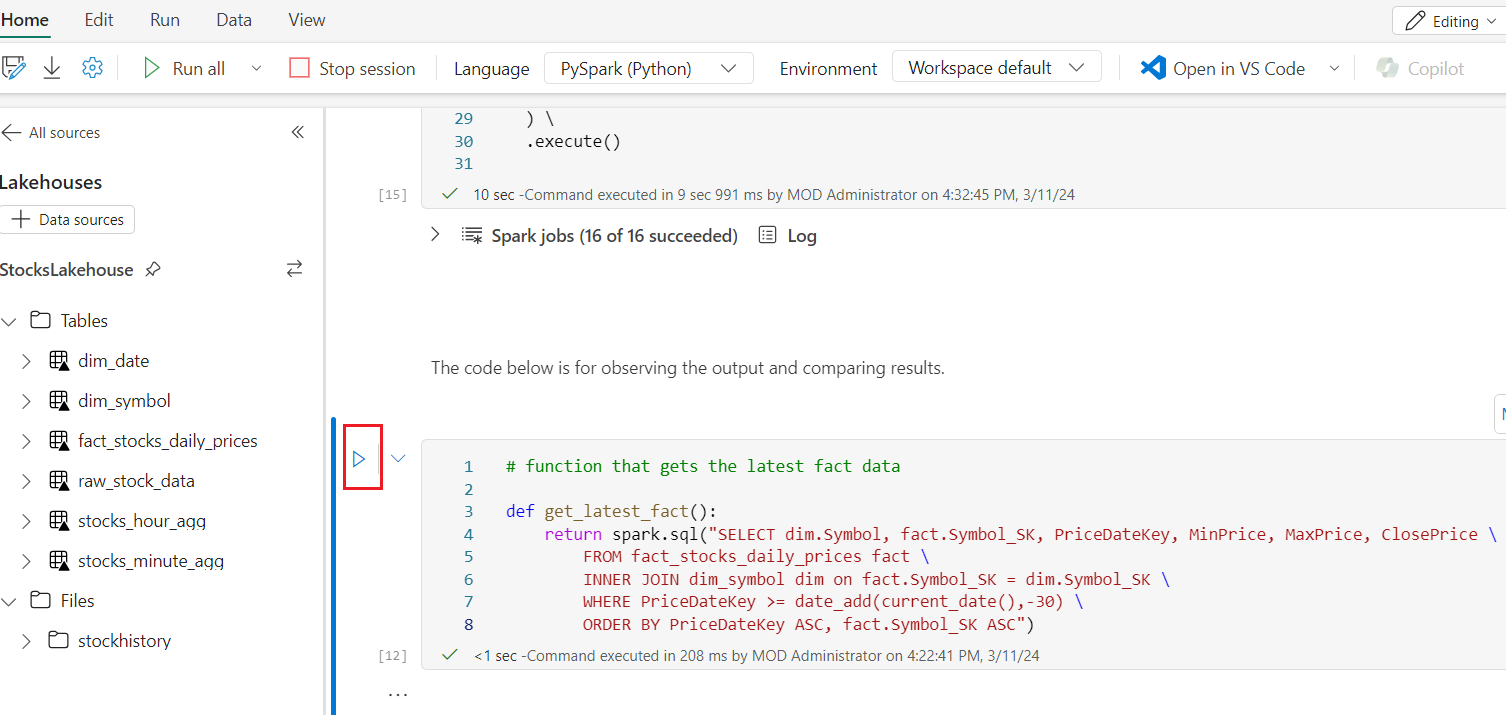 Home Edit Run Data View Editing
Run all Stop session Language PySpark (Python) Environment Workspace default Open in VS Code Copilot
All sources
Lakehouses
Data sources
StocksLakehouse
Tables
dim_date
dim_symbol
fact_stocks_daily_prices
raw_stock_data
stocks_hour_agg
stocks_minute_agg
Files
stockhistory
29 ) \
30 .execute()
31
[15] 10 sec -Command executed in 9 sec 991 ms by MOD Administrator on 4:32:45 PM, 3/11/24
Spark jobs (16 of 16 succeeded) Log
The code below is for observing the output and comparing results.
1 # function that gets the latest fact data
2
3 def get_latest_fact():
4 return spark.sql("SELECT dim.Symbol, fact.Symbol_SK, PriceDateKey, MinPrice, MaxPrice, ClosePrice \
5 FROM fact_stocks_daily_prices fact \
6 INNER JOIN dim_symbol dim on fact.Symbol_SK = dim.Symbol_SK \
7 WHERE PriceDateKey >= date_add(current_date(),-30) \
8 ORDER BY PriceDateKey ASC, fact.Symbol_SK ASC")
[12] <1 sec -Command executed in 208 ms by MOD Administrator on 4:22:41 PM, 3/11/24
...